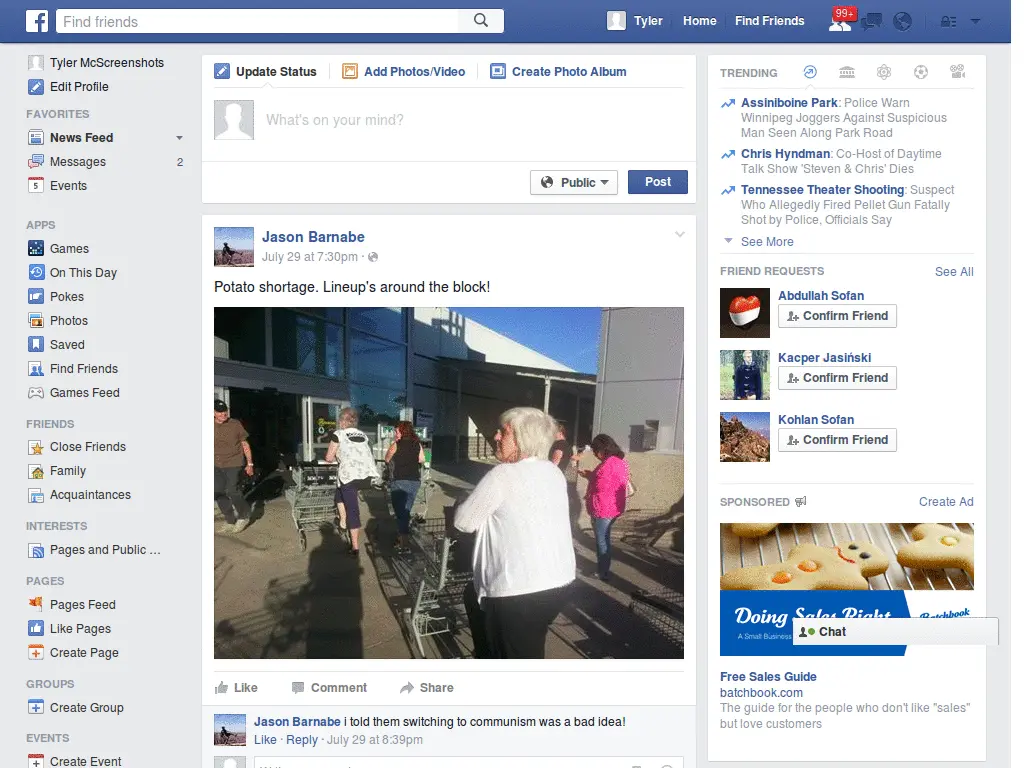 f
Find friends
Tyler
Home
Find Friends
99+
Tyler McScreenshots
Edit Profile
FAVORITES
News Feed
Messages 2
5 Events
APPS
Games
On This Day
Pokes
Photos
Saved
Find Friends
Games Feed
FRIENDS
Close Friends
Family
Acquaintances
INTERESTS
Pages and Public ...
PAGES
Pages Feed
Like Pages
Create Page
GROUPS
Create Group
EVENTS
Create Event
Update Status
Add Photos/Video
Create Photo Album
What's on your mind?
Public
Post
Jason Barnabe
July 29 at 7:30pm ·
Potato shortage. Lineup's around the block!
Like
Comment
Share
Jason Barnabe i told them switching to communism was a bad idea!
Like · Reply · July 29 at 8:39pm
TRENDING
Assiniboine Park: Police Warn
Winnipeg Joggers Against Suspicious
Man Seen Along Park Road
Chris Hyndman: Co-Host of Daytime
Talk Show 'Steven & Chris' Dies
Tennessee Theater Shooting: Suspect
Who Allegedly Fired Pellet Gun Fatally
Shot by Police, Officials Say
See More
FRIEND REQUESTS
See All
Abdullah Sofan
Confirm Friend
Kacper Jasiński
Confirm Friend
Kohlan Sofan
Confirm Friend
SPONSORED
Create Ad
Doing Sales Right
Batchbook
A Small Business
Chat
Free Sales Guide
batchbook.com
The guide for the people who don't like "sales"
but love customers